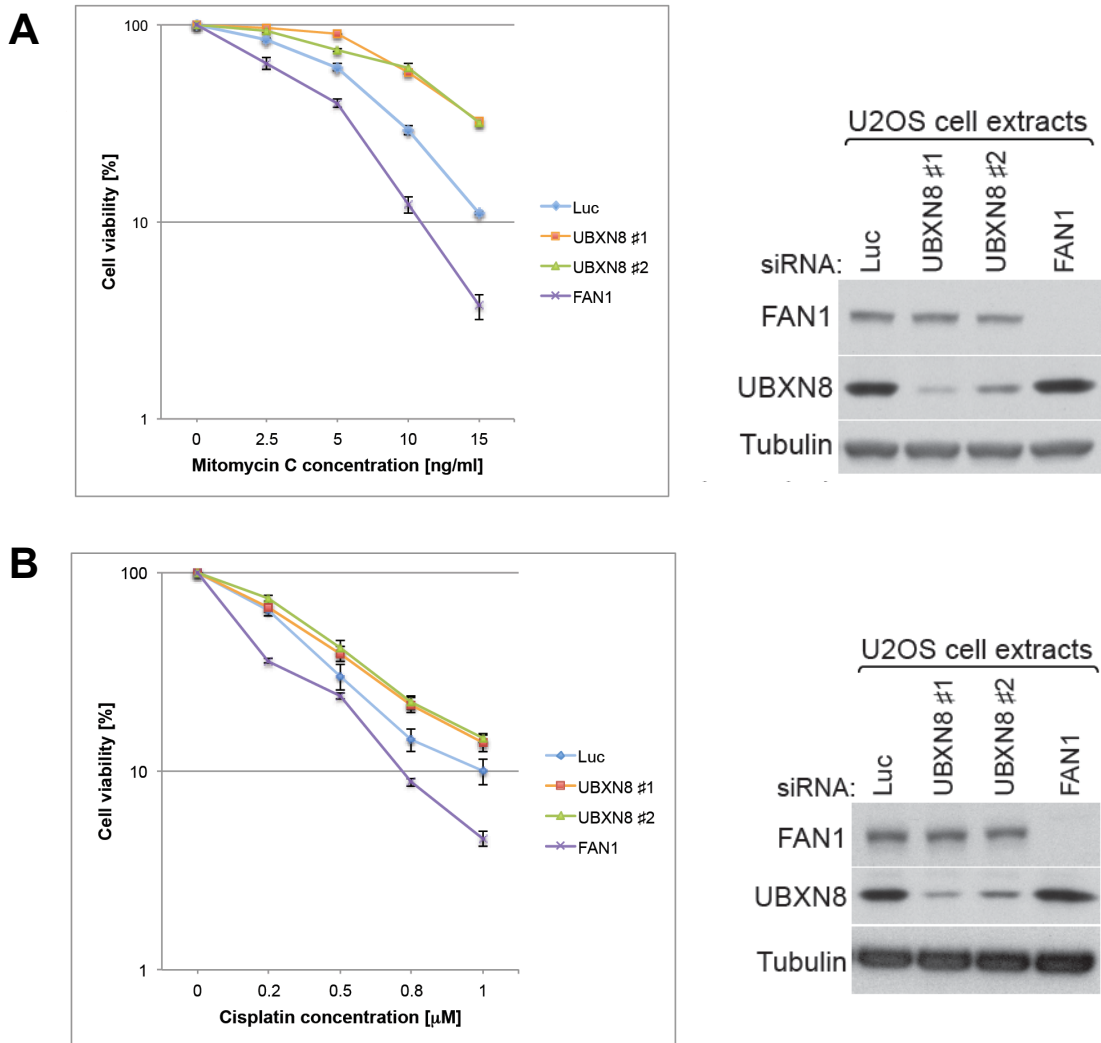 A
100
10
1
Cell viability [%]
0 2.5 5 10 15
Mitomycin C concentration [ng/ml]
Luc
UBXN8 ♯1
UBXN8 ♯2
FAN1
U2OS cell extracts
siRNA: Luc UBXN8 #1 UBXN8 #2 FAN1
FAN1
UBXN8
Tubulin
B
100
10
1
Cell viability [%]
0 0.2 0.5 0.8 1
Cisplatin concentration [μM]
Luc
UBXN8 ♯1
UBXN8 ♯2
FAN1
U2OS cell extracts
siRNA: Luc UBXN8 #1 UBXN8 #2 FAN1
FAN1
UBXN8
Tubulin